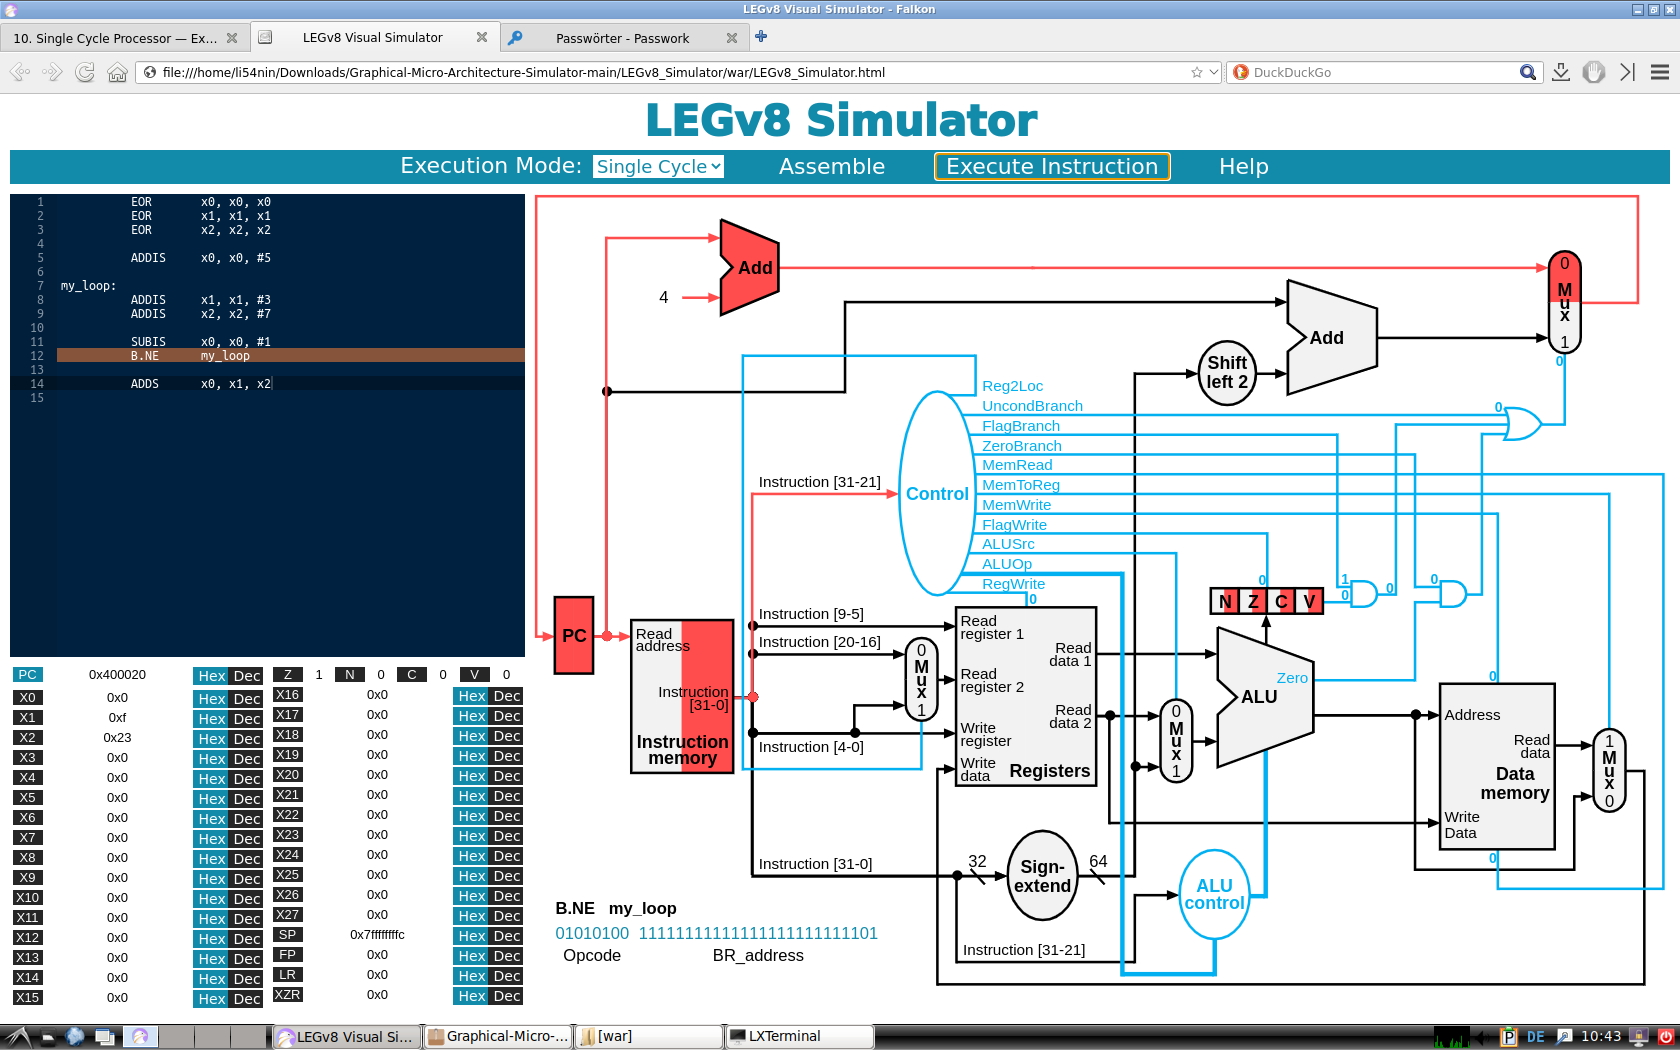 LEGv8 Visual Simulator - Falkon
10. Single Cycle Processor — Ex...
LEGv8 Visual Simulator
Passwörter - Passwork
file:///home/li54nin/Downloads/Graphical-Micro-Architecture-Simulator-main/LEGv8_Simulator/war/LEGv8_Simulator.html
DuckDuckGo
LEGv8 Simulator
Execution Mode: Single Cycle Assemble Execute Instruction Help
1 EOR x0, x0, x0
2 EOR x1, x1, x1
3 EOR x2, x2, x2
4
5 ADDIS x0, x0, #5
6
7 my_loop:
8 ADDIS x1, x1, #3
9 ADDIS x2, x2, #7
10
11 SUBIS x0, x0, #1
12 B.NE my_loop
13
14 ADDS x0, x1, x2
15
PC 0x400020 Hex Dec Z 1 N 0 C 0 V 0
X0 0x0 Hex Dec X16 0x0 Hex Dec
X1 0xf Hex Dec X17 0x0 Hex Dec
X2 0x23 Hex Dec X18 0x0 Hex Dec
X3 0x0 Hex Dec X19 0x0 Hex Dec
X4 0x0 Hex Dec X20 0x0 Hex Dec
X5 0x0 Hex Dec X21 0x0 Hex Dec
X6 0x0 Hex Dec X22 0x0 Hex Dec
X7 0x0 Hex Dec X23 0x0 Hex Dec
X8 0x0 Hex Dec X24 0x0 Hex Dec
X9 0x0 Hex Dec X25 0x0 Hex Dec
X10 0x0 Hex Dec X26 0x0 Hex Dec
X11 0x0 Hex Dec X27 0x0 Hex Dec
X12 0x0 Hex Dec SP 0x7ffffffffc Hex Dec
X13 0x0 Hex Dec FP 0x0 Hex Dec
X14 0x0 Hex Dec LR 0x0 Hex Dec
X15 0x0 Hex Dec XZR 0x0 Hex Dec
Add
4
0
Mux
1
0
Add
Shift
left 2
Reg2Loc
UncondBranch
0
FlagBranch
ZeroBranch
MemRead
MemToReg
MemWrite
FlagWrite
ALUSrc
ALUOp
RegWrite
0
Control
Instruction [31-21]
0
1
0
0
0
0
N Z C V
PC
Read
address
Instruction
[31-0]
Instruction
memory
Instruction [9-5]
Instruction [20-16]
Instruction [4-0]
0
Mux
1
Read
register 1
Read
register 2
Write
register
Write
data
Read
data 1
Read
data 2
Registers
0
Mux
1
Zero
ALU
0
Address
Read
data
Data
memory
Write
Data
0
1
Mux
0
Instruction [31-0]
32
Sign-
extend
64
ALU
control
Instruction [31-21]
B.NE my_loop
01010100 111111111111111111111101
Opcode BR_address
LEGv8 Visual Si...
Graphical-Micro-...
[war]
LXTerminal
DE
10:43